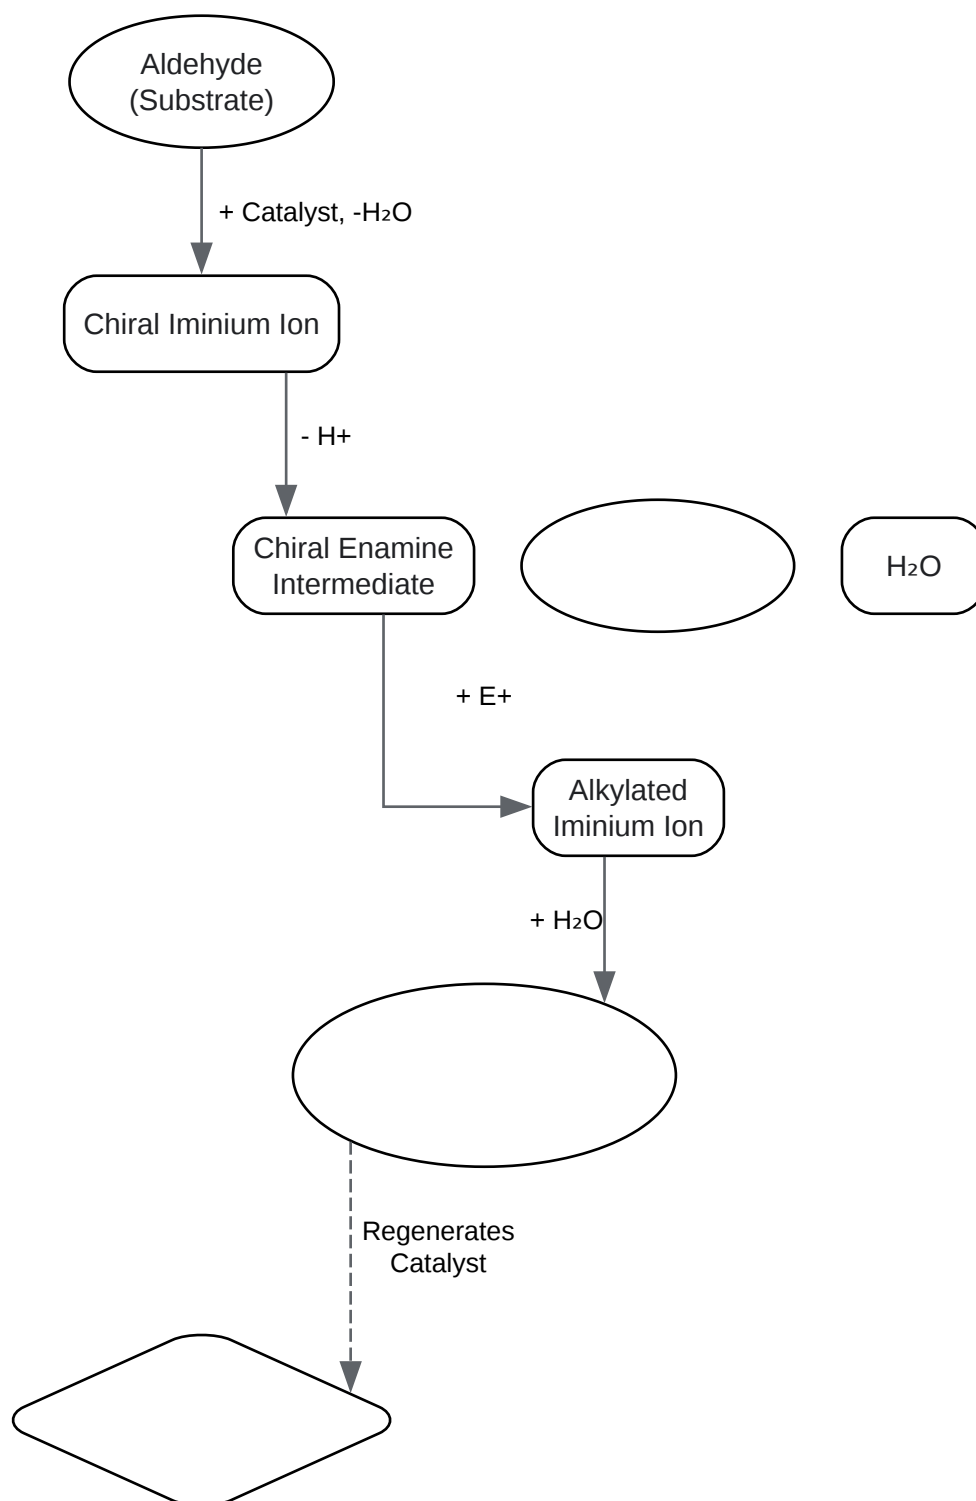 Aldehyde
(Substrate)
+ Catalyst, -H₂O
Chiral Iminium Ion
- H+
Chiral Enamine
Intermediate
H₂O
+ E+
Alkylated
Iminium Ion
+ H₂O
Regenerates
Catalyst